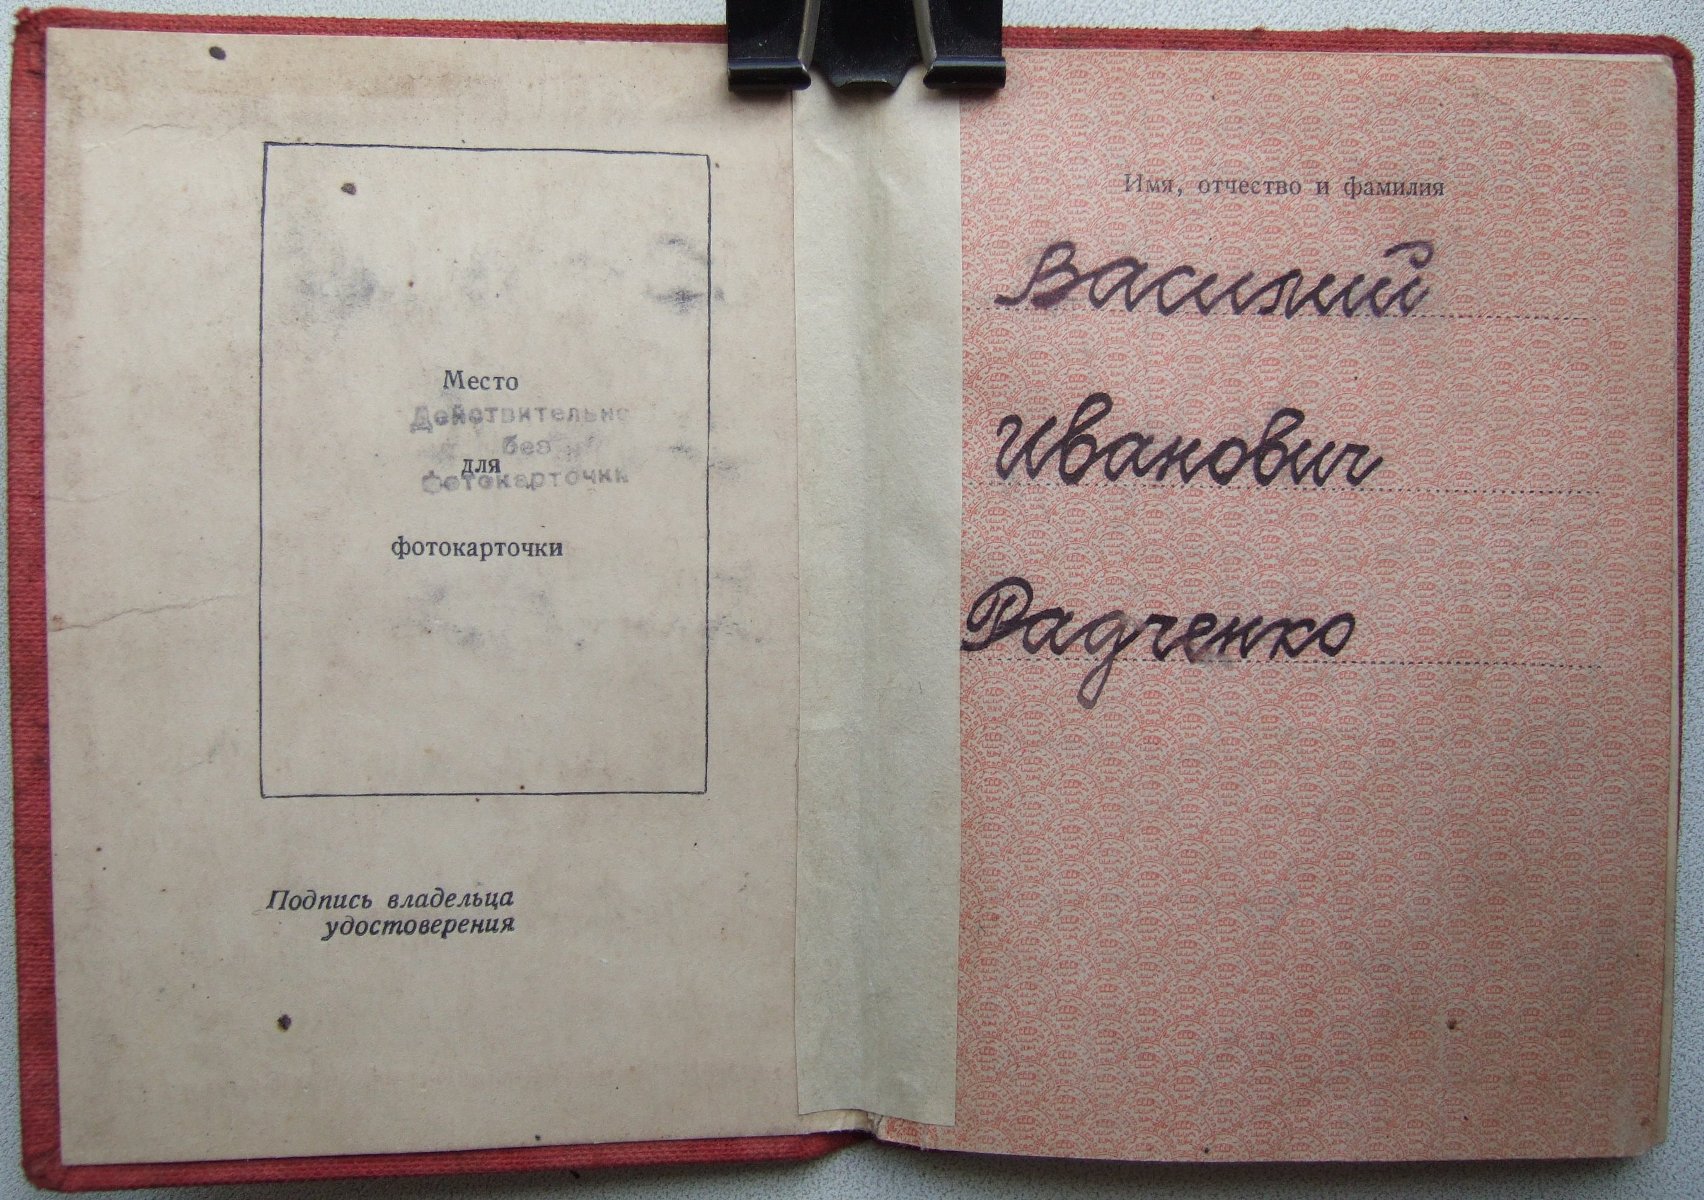 Место
Действительно
без
для
фотокарточки
фотокарточки
Подпись владельца
удостоверения
Имя, отчество и фамилия
Василий
Иванович
Радченко